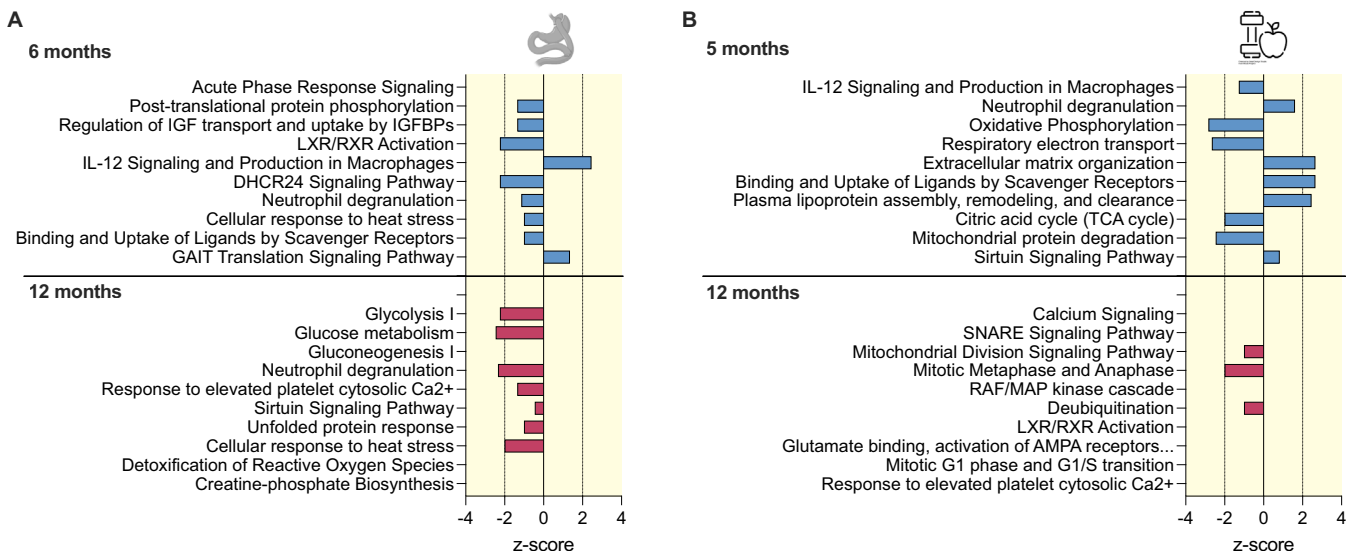 A
6 months
Acute Phase Response Signaling
Post-translational protein phosphorylation
Regulation of IGF transport and uptake by IGFBPs
LXR/RXR Activation
IL-12 Signaling and Production in Macrophages
DHCR24 Signaling Pathway
Neutrophil degranulation
Cellular response to heat stress
Binding and Uptake of Ligands by Scavenger Receptors
GAIT Translation Signaling Pathway
12 months
Glycolysis I
Glucose metabolism
Gluconeogenesis I
Neutrophil degranulation
Response to elevated platelet cytosolic Ca2+
Sirtuin Signaling Pathway
Unfolded protein response
Cellular response to heat stress
Detoxification of Reactive Oxygen Species
Creatine-phosphate Biosynthesis
-4 -2 0 2 4
z-score
B
5 months
IL-12 Signaling and Production in Macrophages
Neutrophil degranulation
Oxidative Phosphorylation
Respiratory electron transport
Extracellular matrix organization
Binding and Uptake of Ligands by Scavenger Receptors
Plasma lipoprotein assembly, remodeling, and clearance
Citric acid cycle (TCA cycle)
Mitochondrial protein degradation
Sirtuin Signaling Pathway
12 months
Calcium Signaling
SNARE Signaling Pathway
Mitochondrial Division Signaling Pathway
Mitotic Metaphase and Anaphase
RAF/MAP kinase cascade
Deubiquitination
LXR/RXR Activation
Glutamate binding, activation of AMPA receptors...
Mitotic G1 phase and G1/S transition
Response to elevated platelet cytosolic Ca2+
-4 -2 0 2 4
z-score